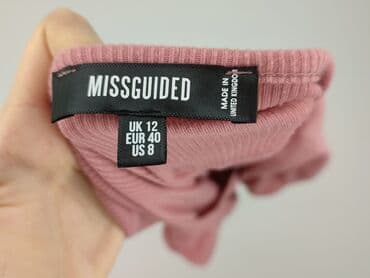 MISSGUIDED
MADE IN
UNITED KINGDOM
UK 12
EUR 40
US 8